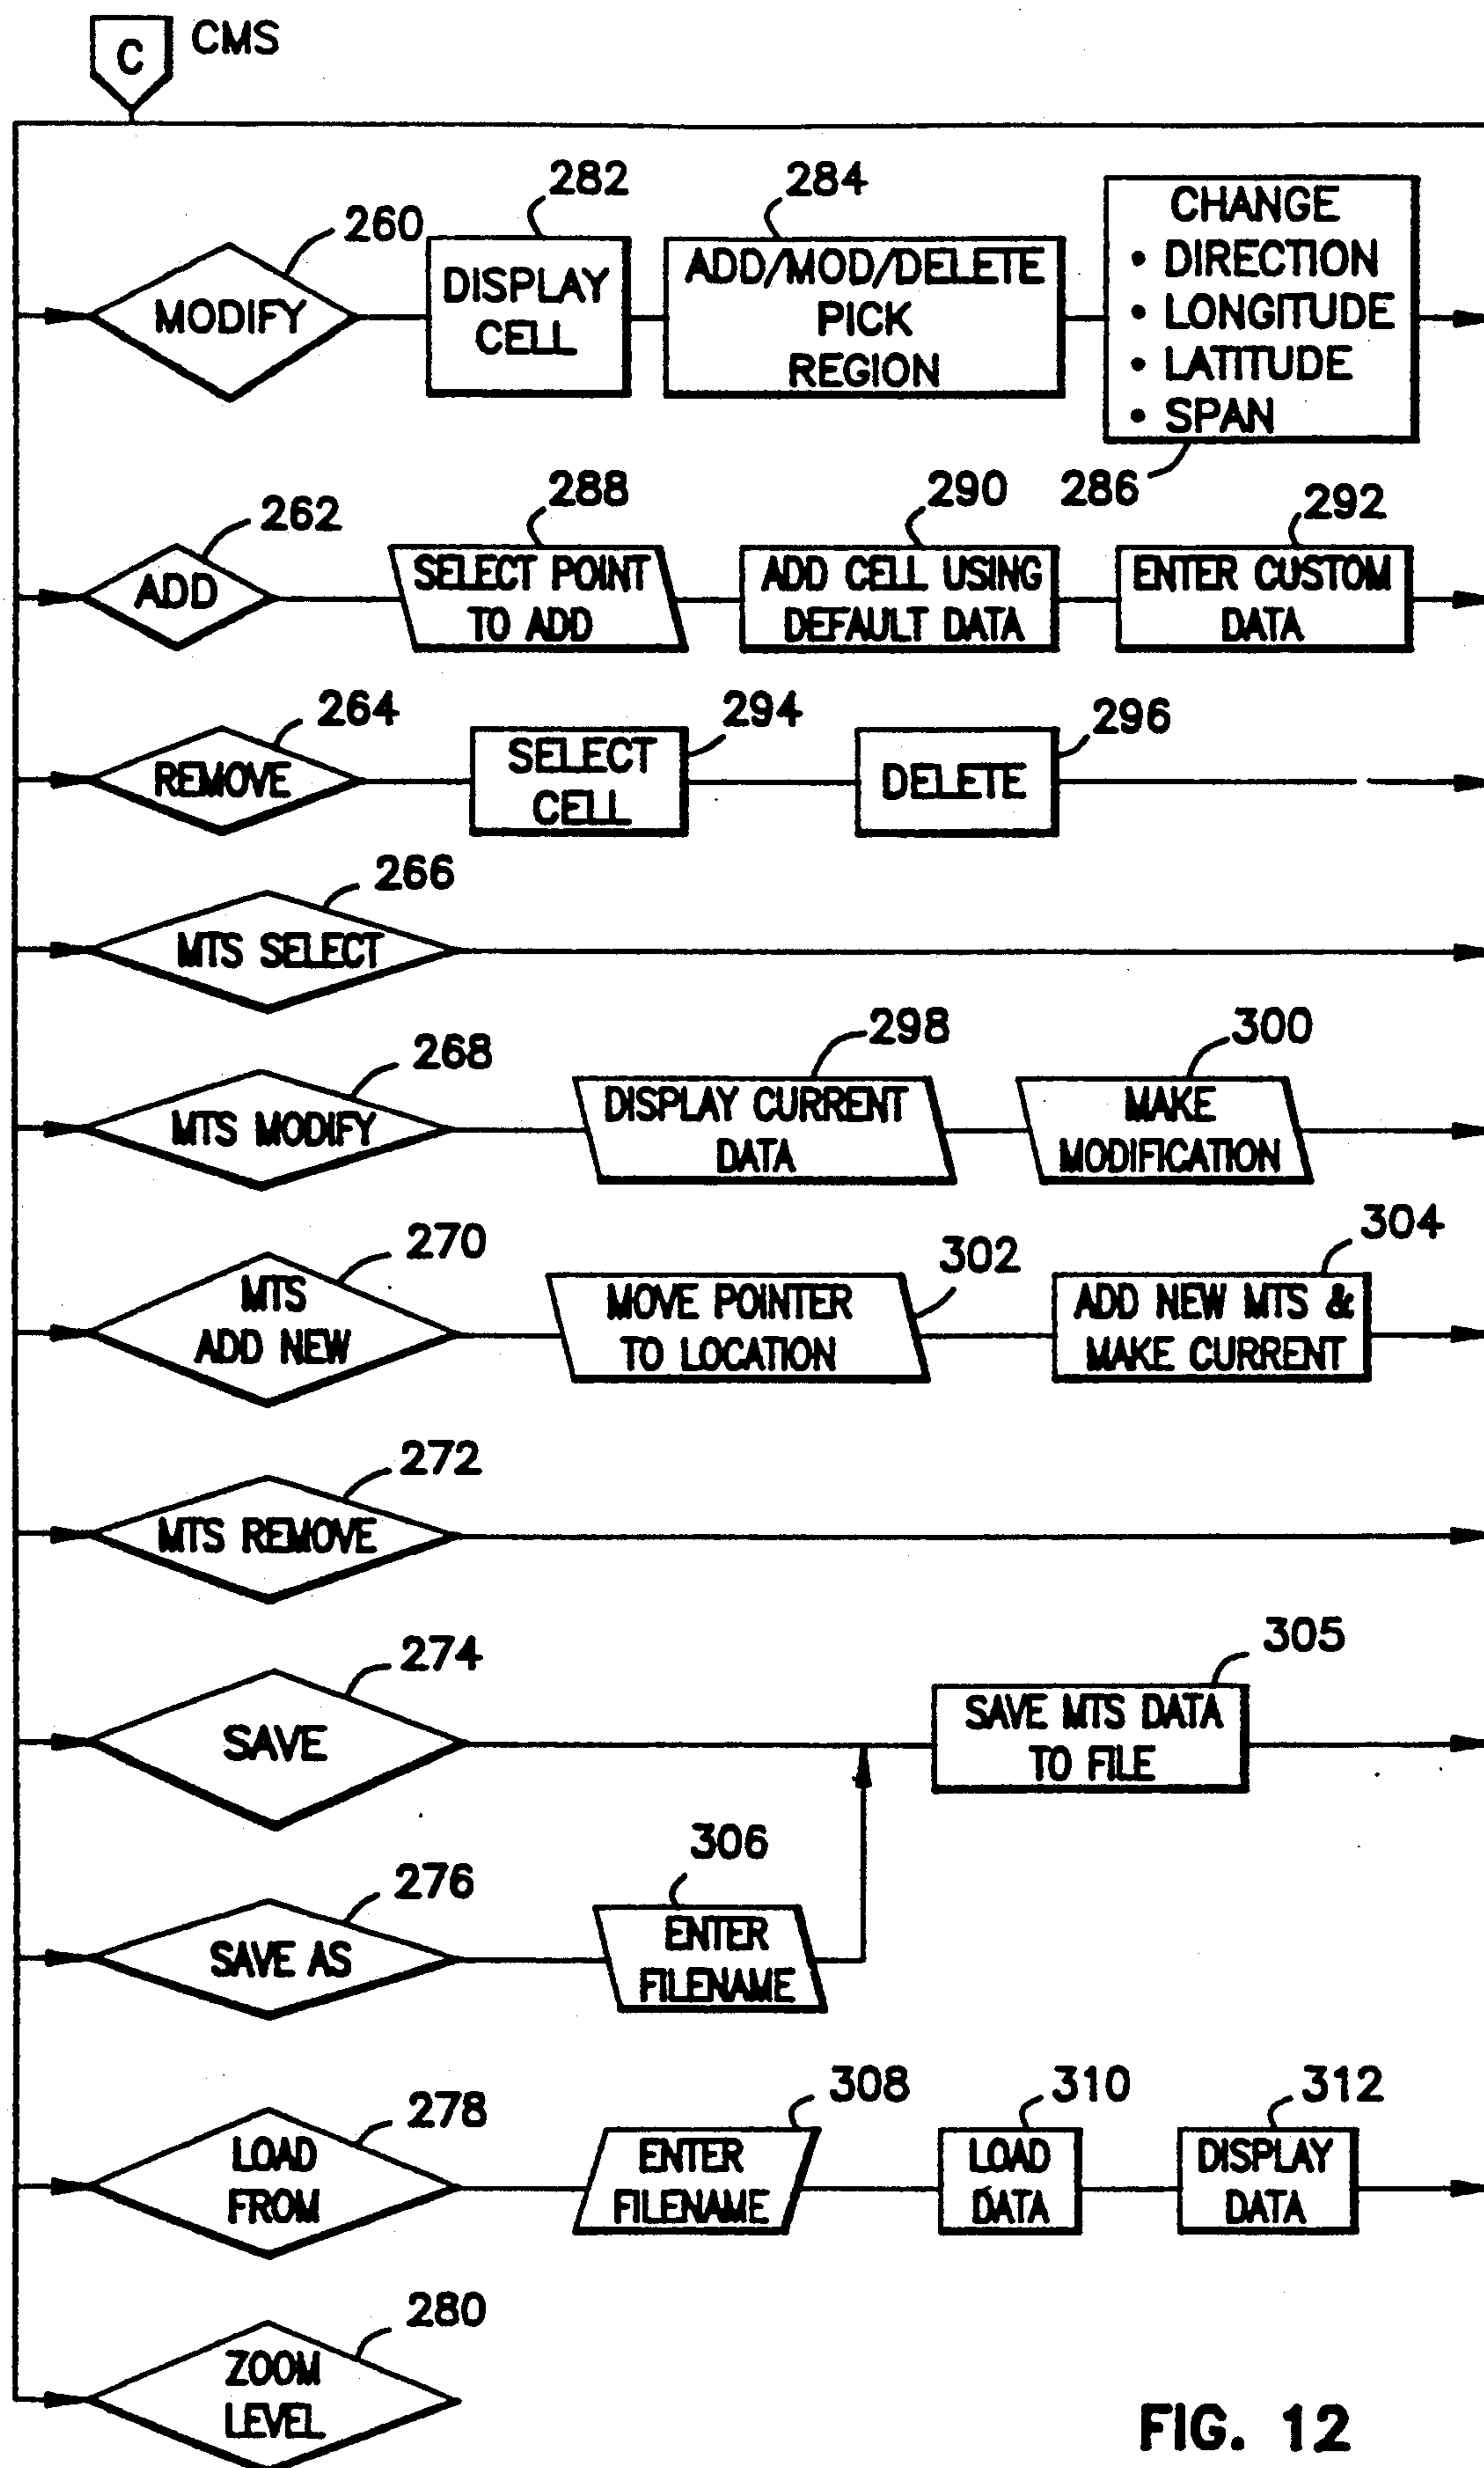 C
CMS
260
MODIFY
282
DISPLAY
CELL
284
ADD/MOD/DELETE
PICK
REGION
CHANGE
• DIRECTION
• LONGITUDE
• LATITUDE
• SPAN
286
262
ADD
288
SELECT POINT
TO ADD
290
ADD CELL USING
DEFAULT DATA
292
ENTER CUSTOM
DATA
264
REMOVE
294
SELECT
CELL
296
DELETE
266
MTS SELECT
268
MTS MODIFY
298
DISPLAY CURRENT
DATA
300
MAKE
MODIFICATION
270
MTS
ADD NEW
302
MOVE POINTER
TO LOCATION
304
ADD NEW MTS &
MAKE CURRENT
272
MTS REMOVE
274
SAVE
305
SAVE MTS DATA
TO FILE
276
SAVE AS
306
ENTER
FILENAME
278
LOAD
FROM
308
ENTER
FILENAME
310
LOAD
DATA
312
DISPLAY
DATA
280
ZOOM
LEVEL
FIG. 12